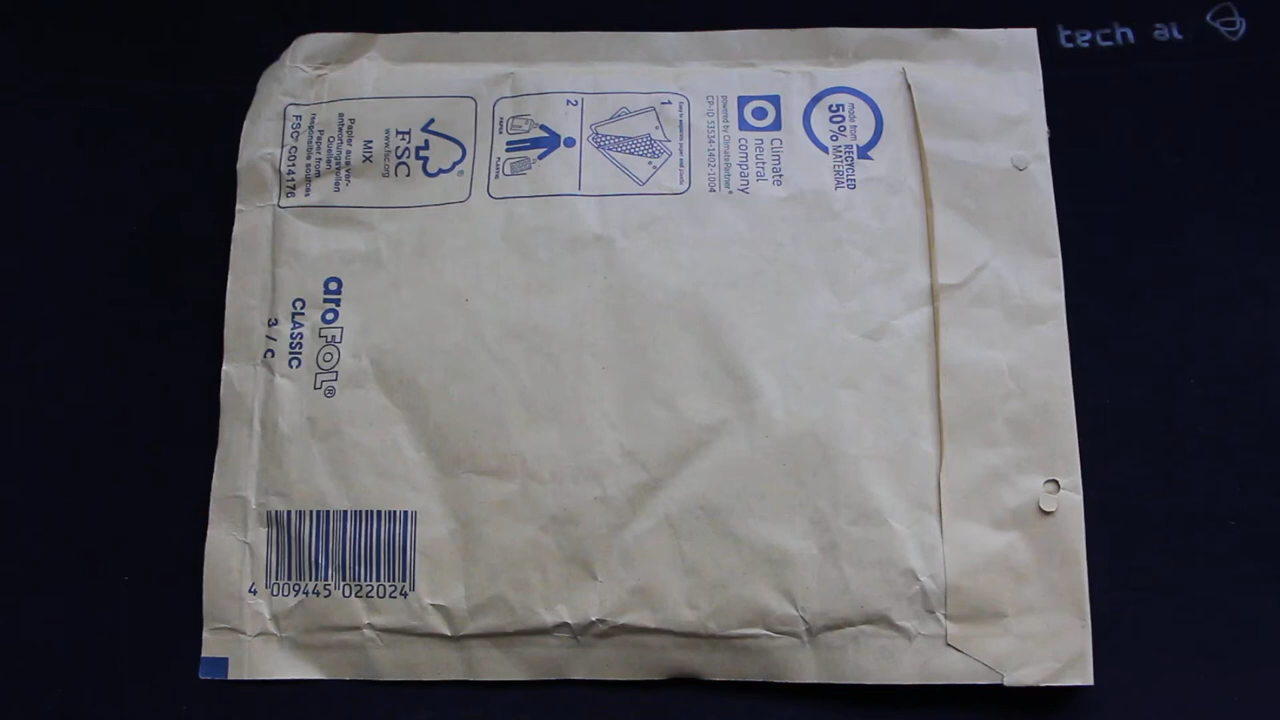 tech al
made from RECYCLED
50% MATERIAL
Climate
neutral
company
powered by ClimatePartner®
CP-ID 53534-1402-1004
Easy to separate paper and plastic
1
2
PAPER
PLASTIC
FSC®
www.fsc.org
MIX
Papier aus ver-
antwortungsvollen
Quellen
Paper from
responsible sources
FSC® C014176
aroFOL®
CLASSIC
3 / C
4 009445 022024